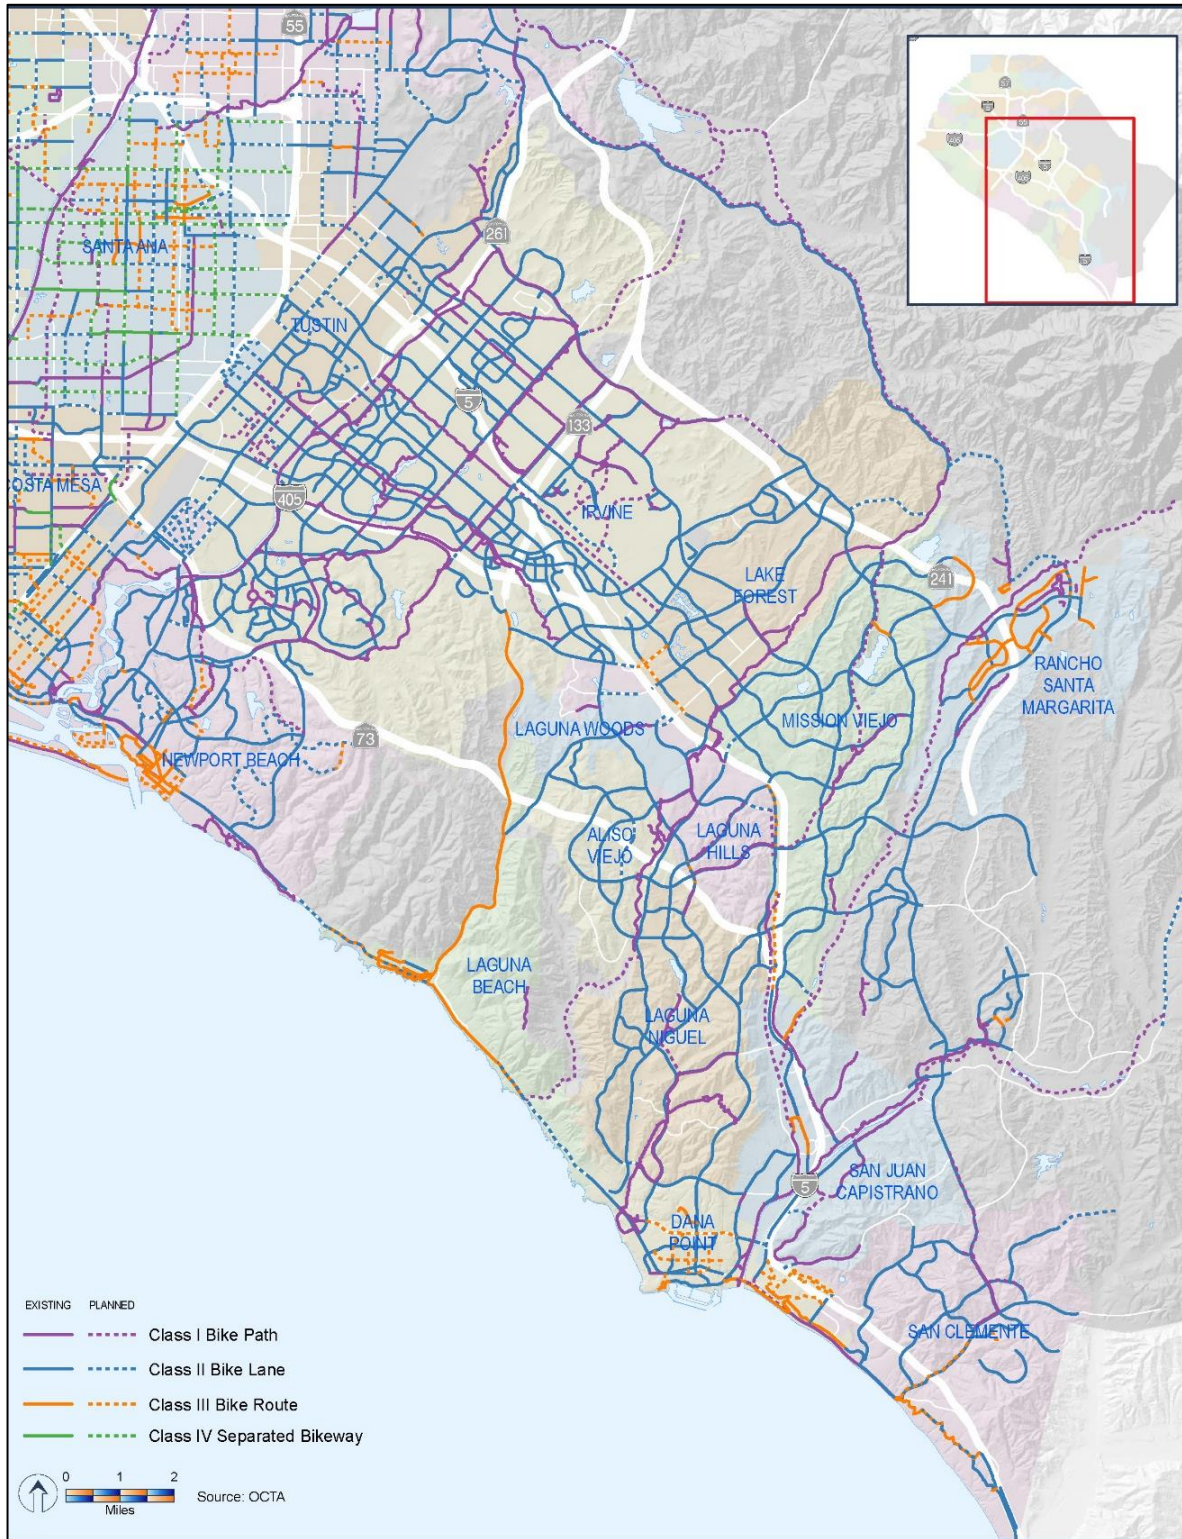 55
261
SANTA ANA
TUSTIN
5
133
COSTA MESA
405
IRVINE
LAKE
FOREST
241
RANCHO
SANTA
MARGARITA
LAGUNA WOODS
MISSION VIEJO
73
NEWPORT BEACH
ALISO
VIEJO
LAGUNA
HILLS
LAGUNA
BEACH
LAGUNA
NIGUEL
5
SAN JUAN
CAPISTRANO
DANA
POINT
SAN CLEMENTE
EXISTING PLANNED
Class I Bike Path
Class II Bike Lane
Class III Bike Route
Class IV Separated Bikeway
0 1 2
Miles
Source: OCTA